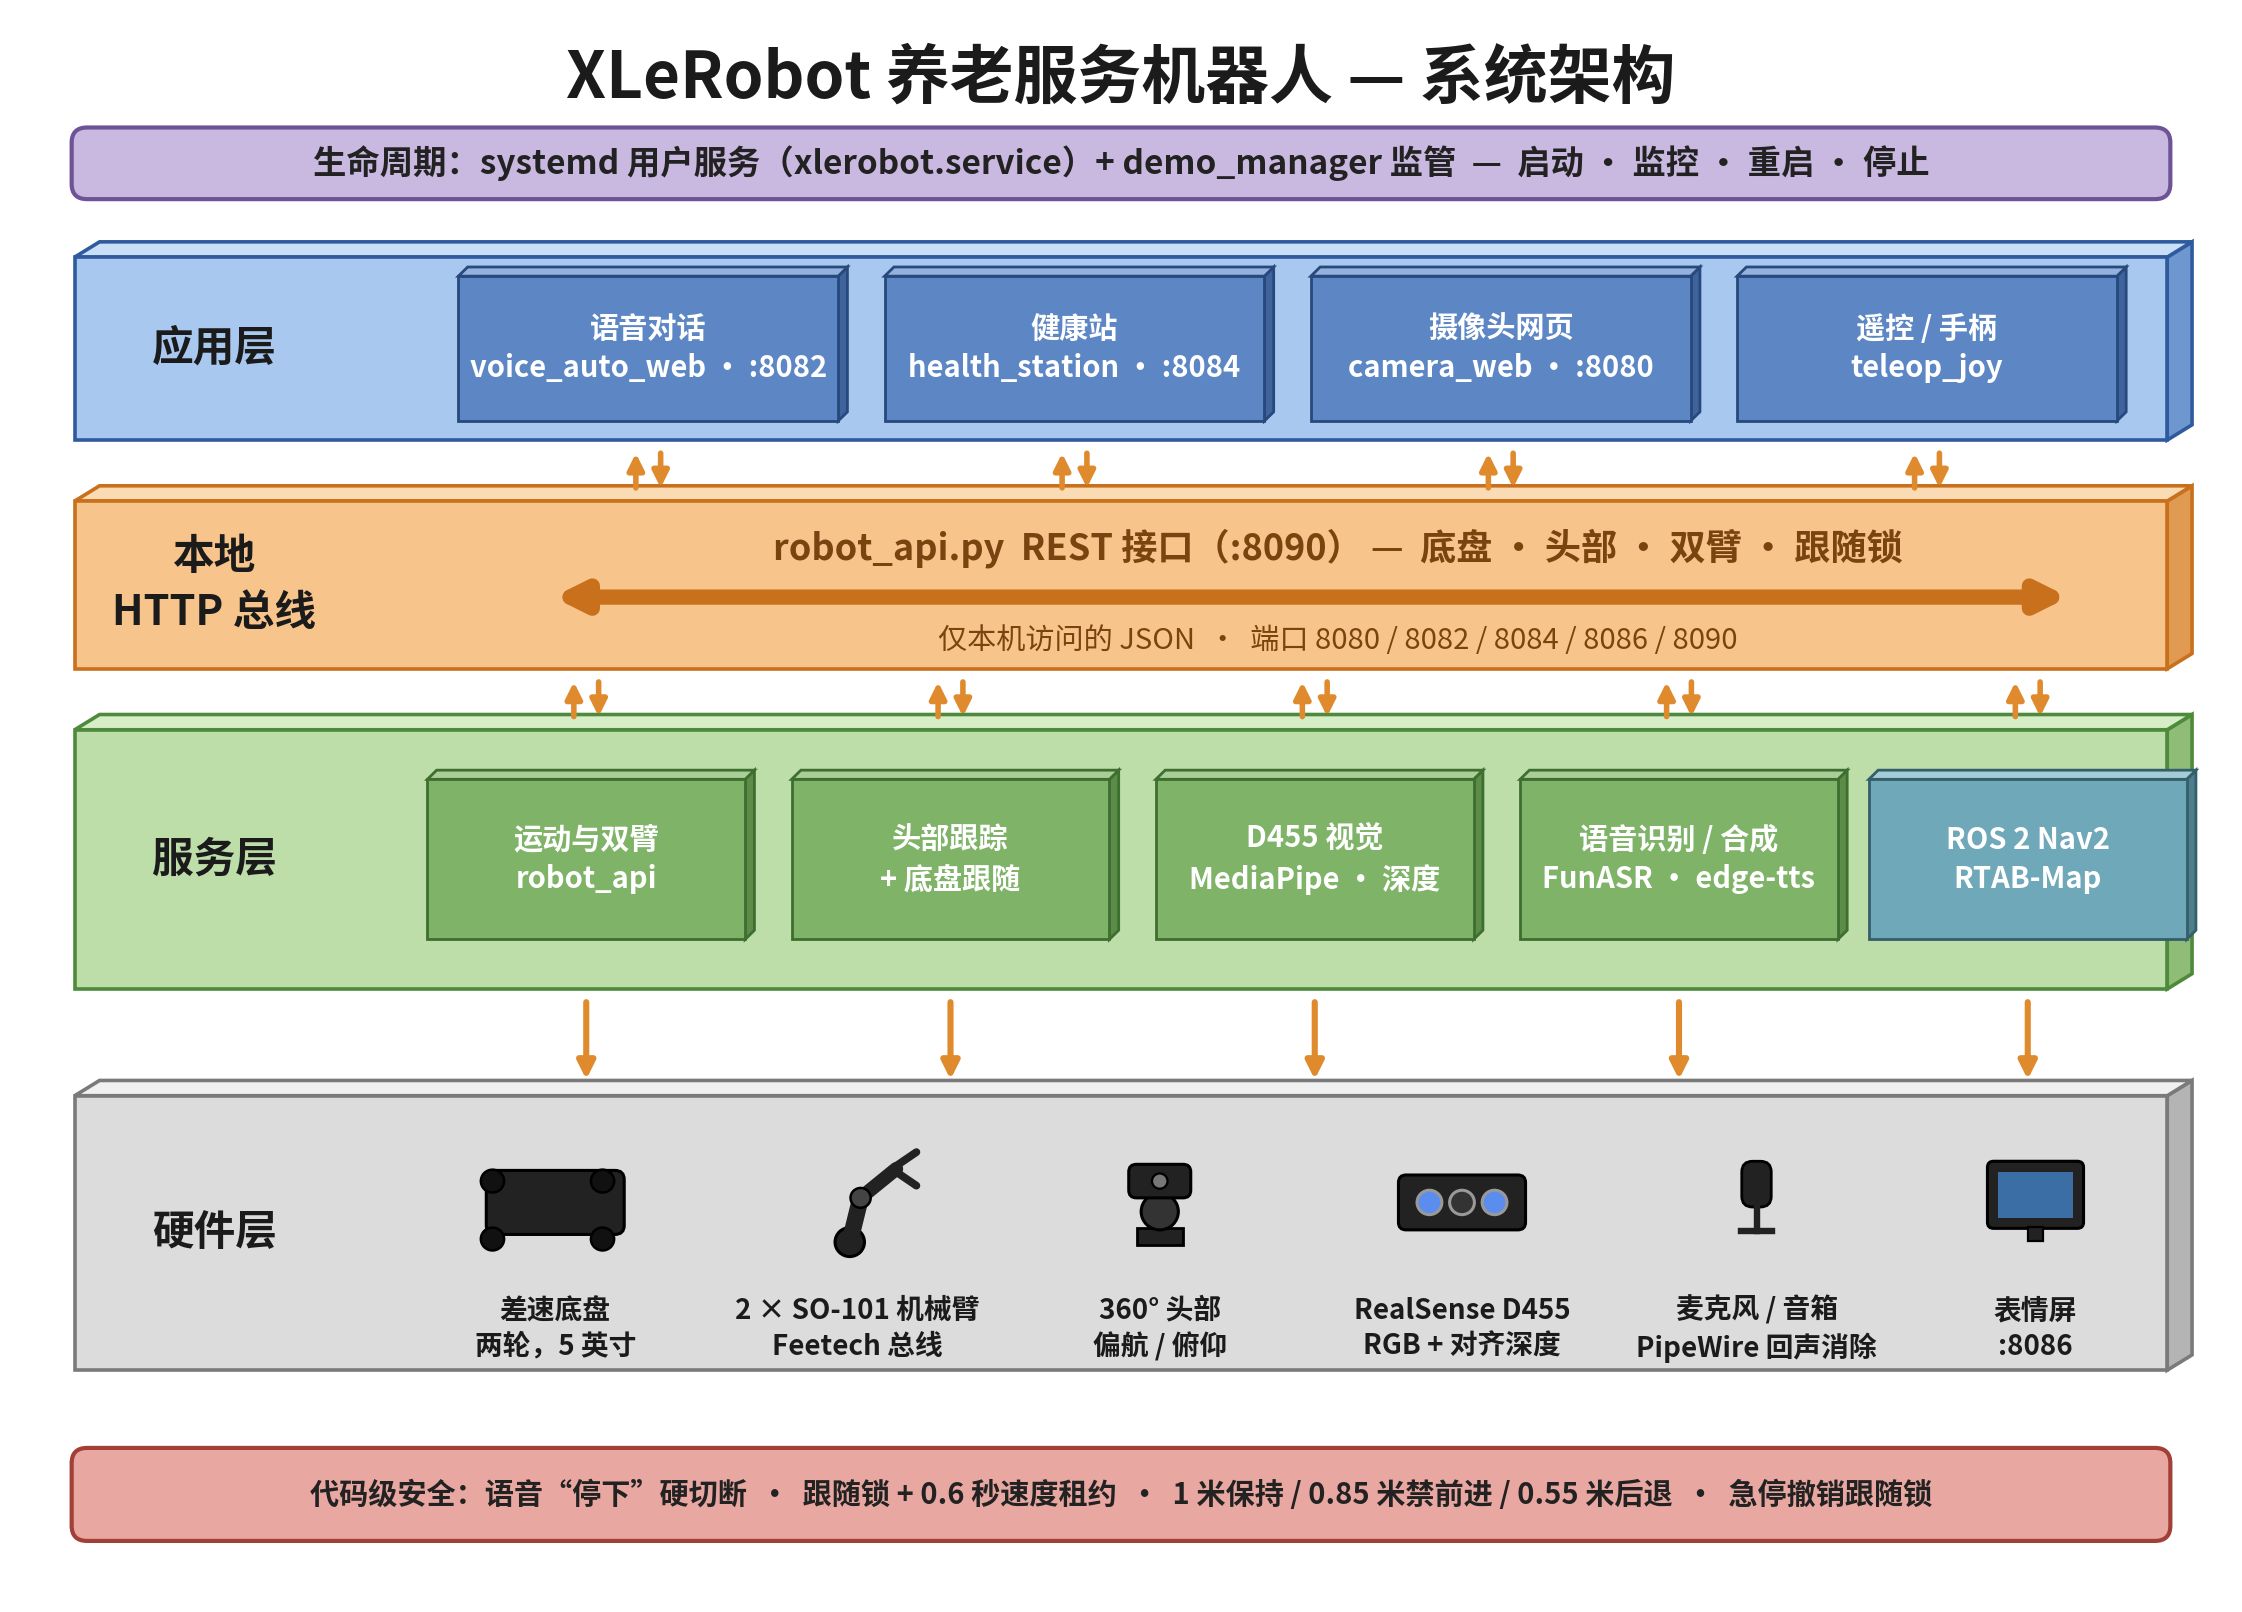 XLeRobot 养老服务机器人 — 系统架构
生命周期：systemd 用户服务（xlerobot.service）+ demo_manager 监管 — 启动 • 监控 • 重启 • 停止
应用层
语音对话
voice_auto_web • :8082
健康站
health_station • :8084
摄像头网页
camera_web • :8080
遥控 / 手柄
teleop_joy
本地
HTTP 总线
robot_api.py REST 接口（:8090） — 底盘 • 头部 • 双臂 • 跟随锁
仅本机访问的 JSON • 端口 8080 / 8082 / 8084 / 8086 / 8090
服务层
运动与双臂
robot_api
头部跟踪
+ 底盘跟随
D455 视觉
MediaPipe • 深度
语音识别 / 合成
FunASR • edge-tts
ROS 2 Nav2
RTAB-Map
硬件层
差速底盘
两轮，5 英寸
2 × SO-101 机械臂
Feetech 总线
360° 头部
偏航 / 俯仰
RealSense D455
RGB + 对齐深度
麦克风 / 音箱
PipeWire 回声消除
表情屏
:8086
代码级安全：语音“停下”硬切断 • 跟随锁 + 0.6 秒速度租约 • 1 米保持 / 0.85 米禁前进 / 0.55 米后退 • 急停撤销跟随锁